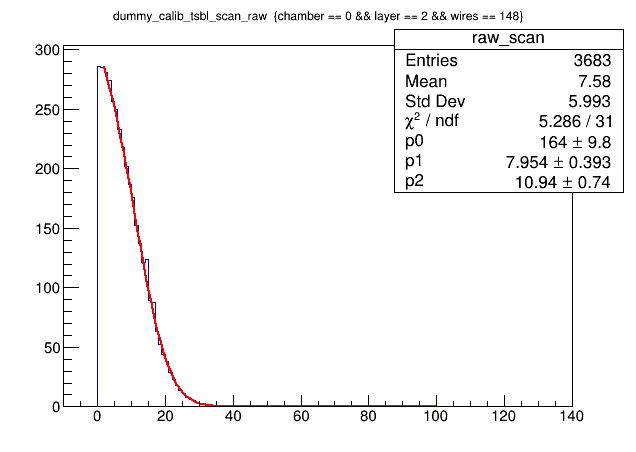 dummy_calib_tsbl_scan_raw {chamber == 0 && layer == 2 && wires == 148}
raw_scan
Entries 3683
Mean 7.58
Std Dev 5.993
χ² / ndf 5.286 / 31
p0 164 ± 9.8
p1 7.954 ± 0.393
p2 10.94 ± 0.74
300
250
200
150
100
50
0
0 20 40 60 80 100 120 140